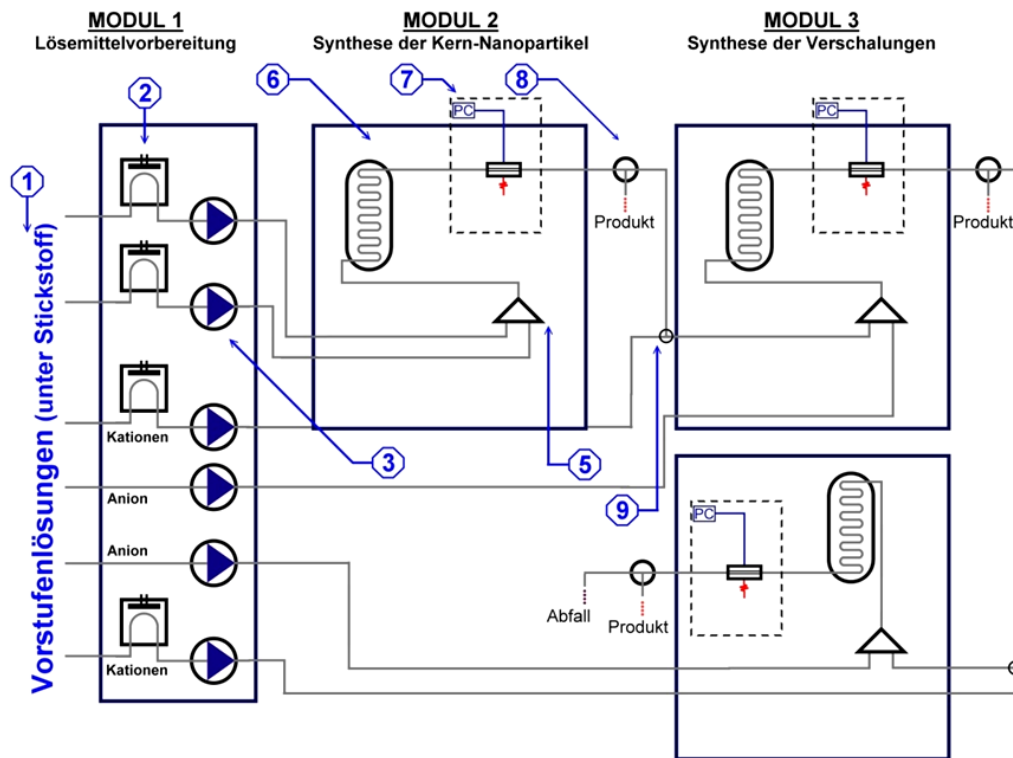 MODUL 1
Lösemittelvorbereitung
MODUL 2
Synthese der Kern-Nanopartikel
MODUL 3
Synthese der Verschalungen
6
7
8
2
PC
PC
1
Produkt
Produkt
Vorstufenlösungen (unter Stickstoff)
Kationen
3
5
Anion
9
PC
Anion
Abfall
Produkt
Kationen